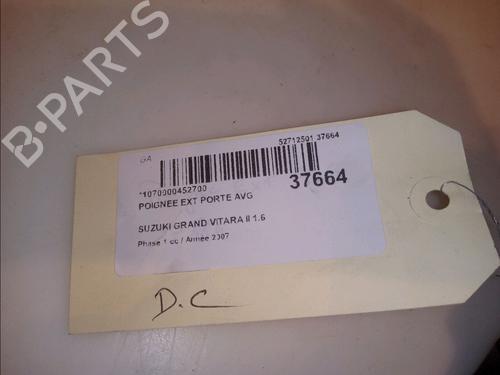 B-PARTS
GA
52712501-37664
*1070000452700
37664
POIGNEE EXT PORTE AVG
SUZUKI GRAND VITARA II 1.6
Phase 1 cc / Année 2007
D.C